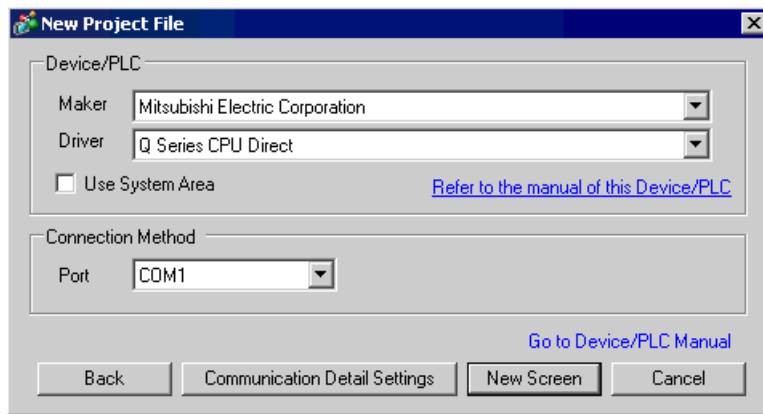 New Project File
Device/PLC
Maker Mitsubishi Electric Corporation
Driver Q Series CPU Direct
Use System Area Refer to the manual of this Device/PLC
Connection Method
Port COM1
Go to Device/PLC Manual
Back Communication Detail Settings New Screen Cancel